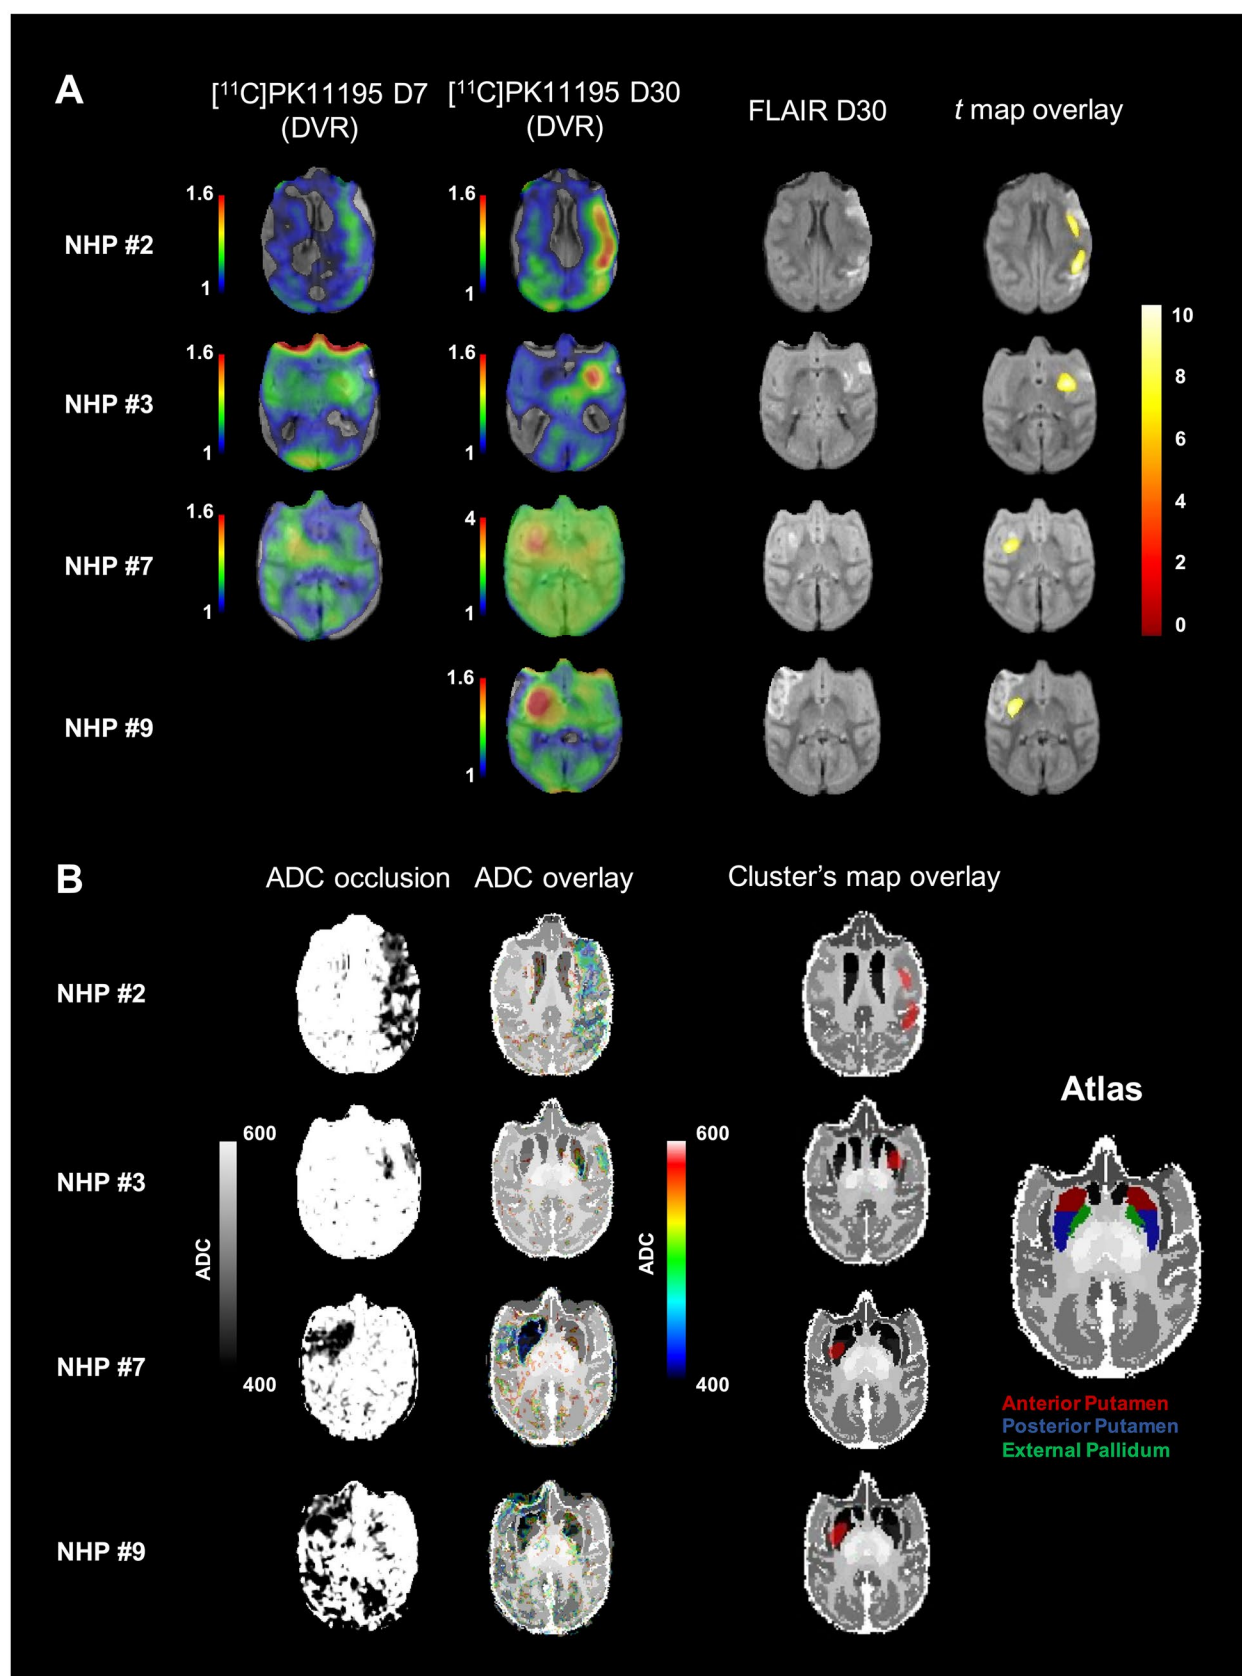 A
[¹¹C]PK11195 D7
(DVR)
[¹¹C]PK11195 D30
(DVR)
FLAIR D30
t map overlay
NHP #2
1.6
1
1.6
1
NHP #3
1.6
1
1.6
1
NHP #7
1.6
1
4
1
NHP #9
1.6
1
10
8
6
4
2
0
B
ADC occlusion
ADC overlay
Cluster's map overlay
NHP #2
NHP #3
NHP #7
NHP #9
600
ADC
400
600
ADC
400
Atlas
Anterior Putamen
Posterior Putamen
External Pallidum